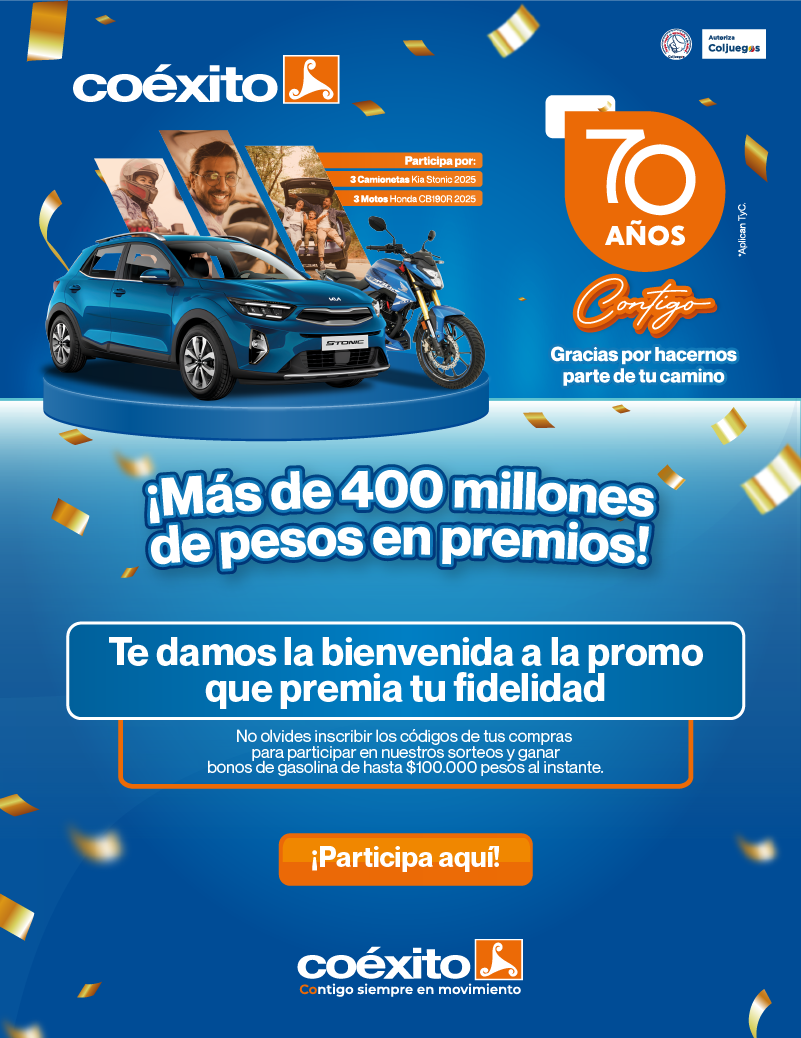 coéxito
Autoriza
Coljuegos
Participa por:
3 Camionetas Kia Stonic 2025
3 Motos Honda CB190R 2025
70
AÑOS
*Aplican TyC.
Contigo
Gracias por hacernos
parte de tu camino
KIA
STONIC
¡Más de 400 millones
de pesos en premios!
Te damos la bienvenida a la promo
que premia tu fidelidad
No olvides inscribir los códigos de tus compras
para participar en nuestros sorteos y ganar
bonos de gasolina de hasta $100.000 pesos al instante.
¡Participa aquí!
coéxito
Contigo siempre en movimiento